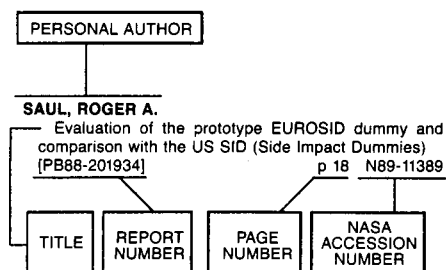 PERSONAL AUTHOR
SAUL, ROGER A.
Evaluation of the prototype EUROSID dummy and
comparison with the US SID (Side Impact Dummies)
[PB88-201934] p 18 N89-11389
TITLE
REPORT
NUMBER
PAGE
NUMBER
NASA
ACCESSION
NUMBER